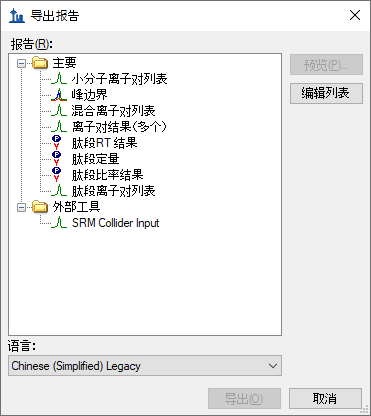 导出报告
报告(R):
预览(P)...
编辑列表
主要
小分子离子对列表
峰边界
混合离子对列表
离子对结果(多个)
肽段RT 结果
肽段定量
肽段比率结果
肽段离子对列表
外部工具
SRM Collider Input
语言:
Chinese (Simplified) Legacy
导出(O)
取消